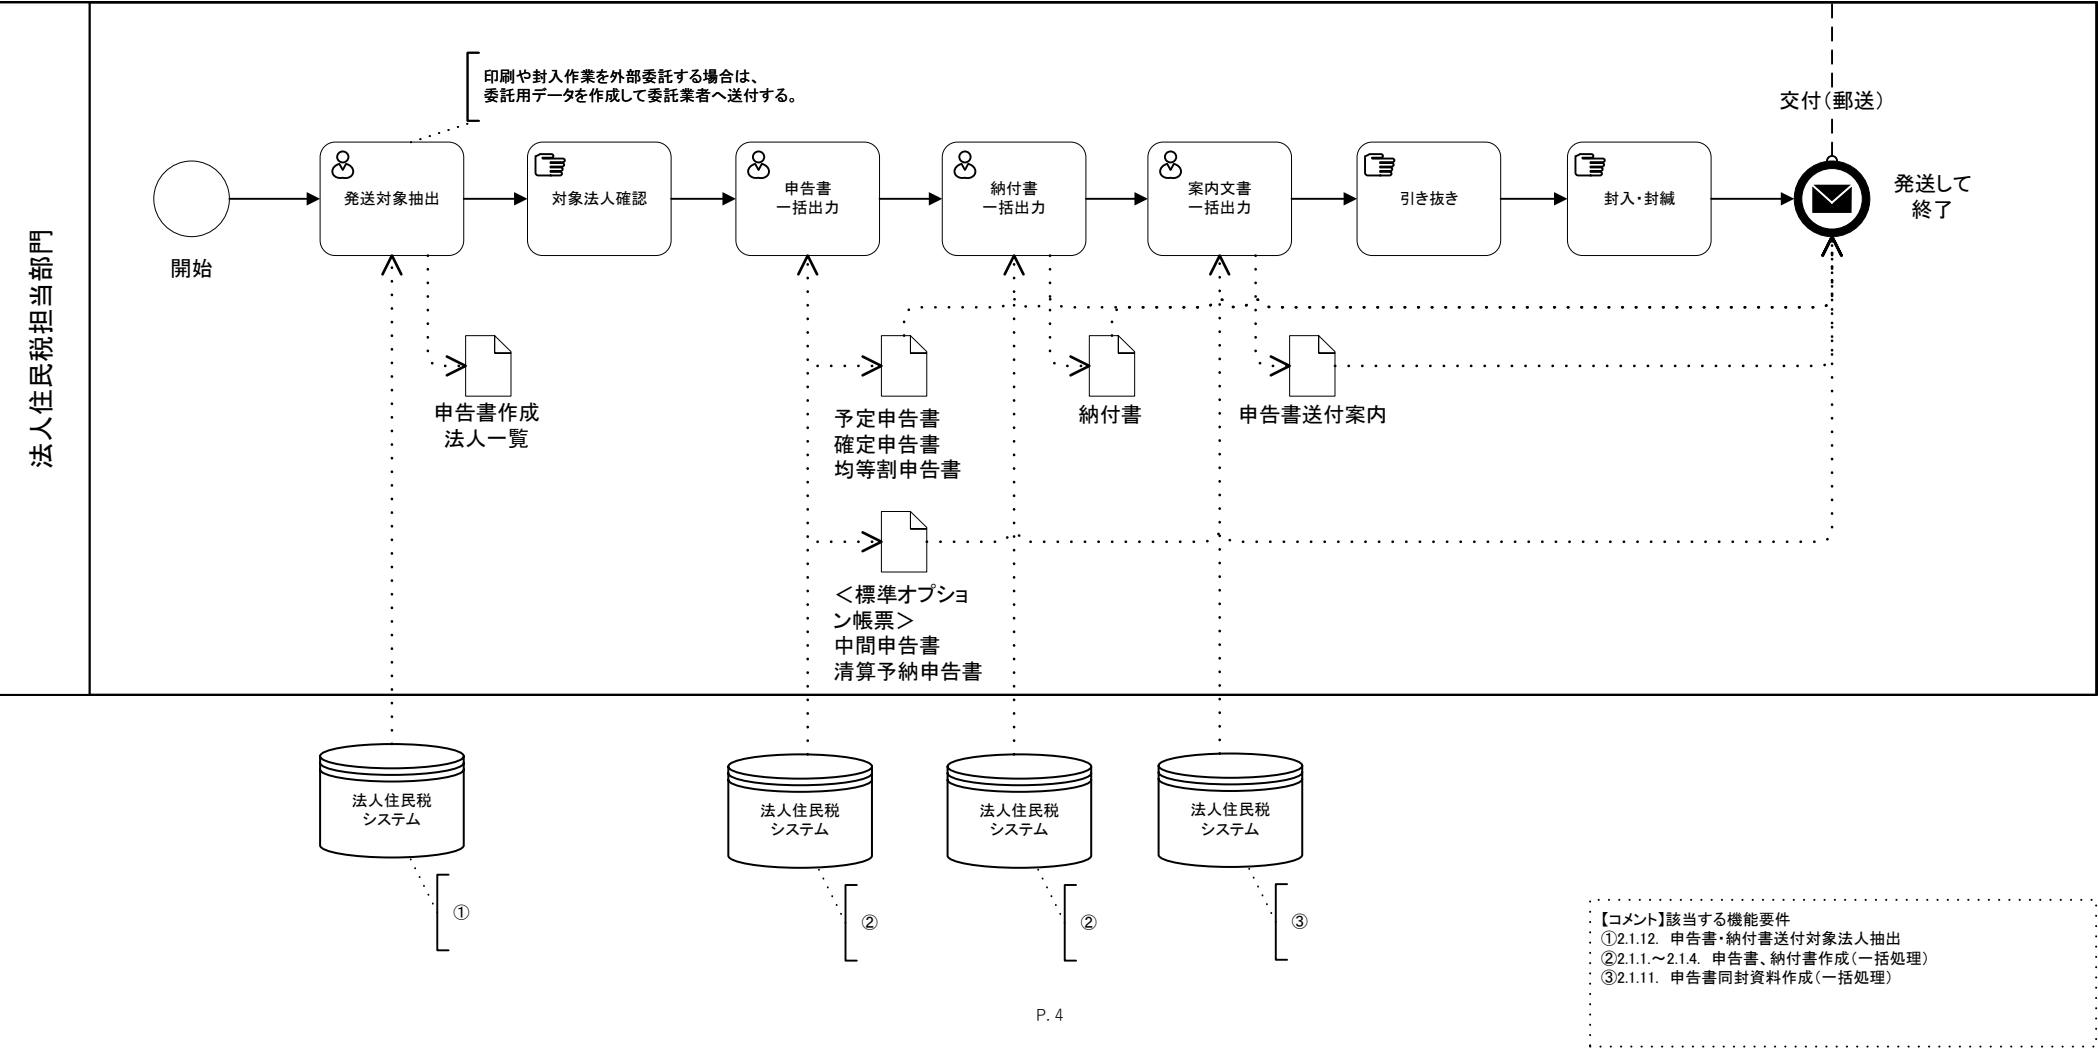 法人住民税担当部門
印刷や封入作業を外部委託する場合は、
委託用データを作成して委託業者へ送付する。
交付（郵送）
開始
発送対象抽出
対象法人確認
申告書
一括出力
納付書
一括出力
案内文書
一括出力
引き抜き
封入・封緘
発送して
終了
申告書作成
法人一覧
予定申告書
確定申告書
均等割申告書
納付書
申告書送付案内
＜標準オプショ
ン帳票＞
中間申告書
清算予納申告書
法人住民税
システム
法人住民税
システム
法人住民税
システム
法人住民税
システム
①
②
②
③
【コメント】該当する機能要件
①2.1.12. 申告書・納付書送付対象法人抽出
②2.1.1.～2.1.4. 申告書、納付書作成（一括処理）
③2.1.11. 申告書同封資料作成（一括処理）
P. 4